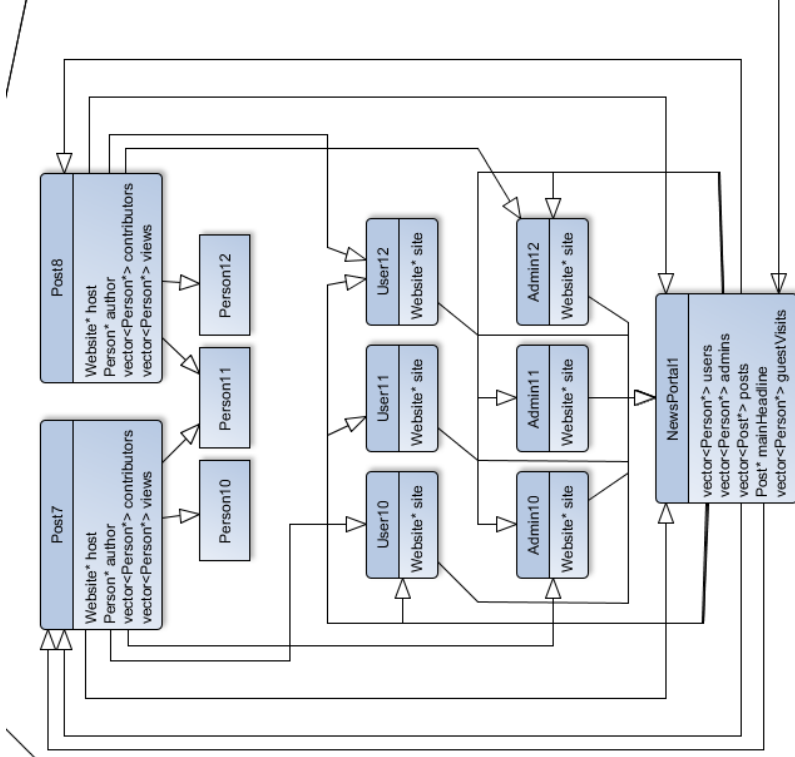 Post8
Website* host
Person* author
vector<Person*> contributors
vector<Person*> views
Post7
Website* host
Person* author
vector<Person*> contributors
vector<Person*> views
Person12
Person11
Person10
User12
Website* site
User11
Website* site
User10
Website* site
Admin12
Website* site
Admin11
Website* site
Admin10
Website* site
NewsPortal1
vector<Person*> users
vector<Person*> admins
vector<Post*> posts
Post* mainHeadline
vector<Person*> guestVisits